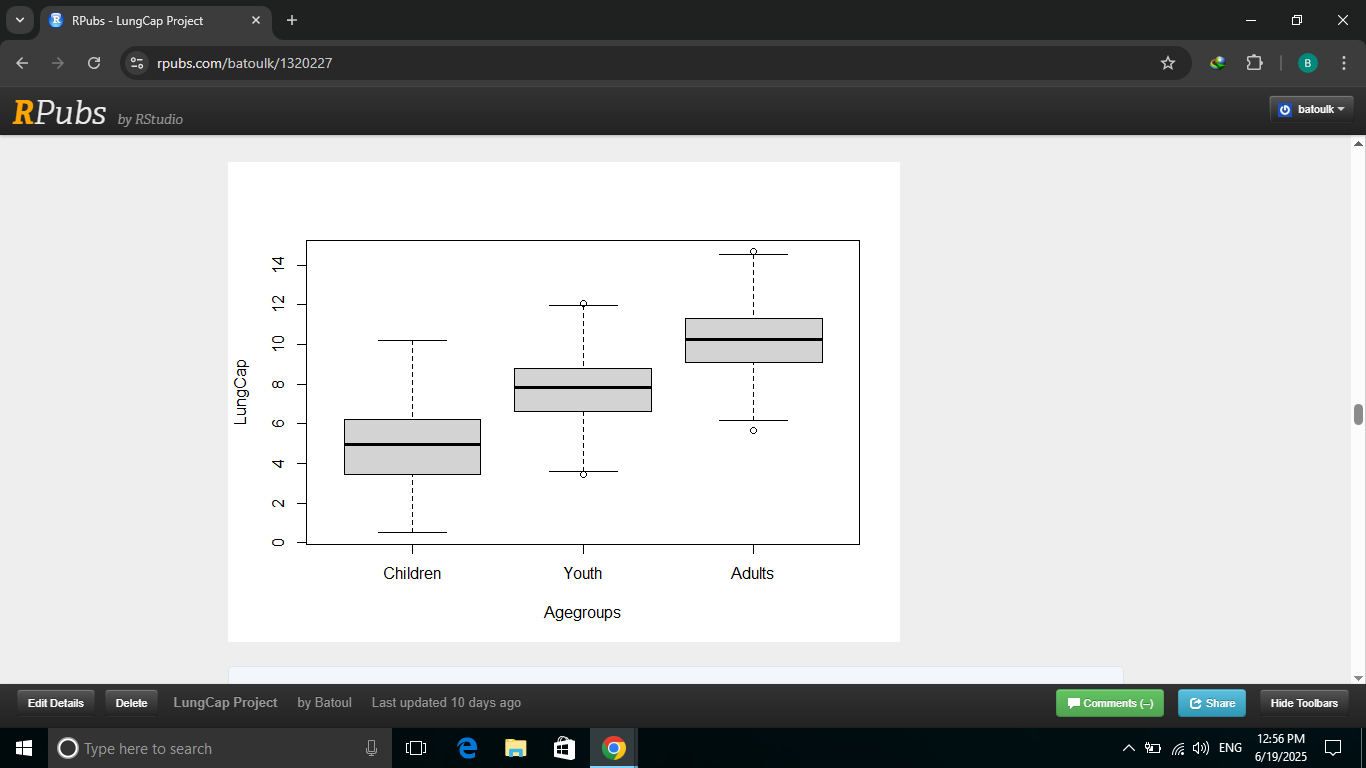 RPubs - LungCap Project
rpubs.com/batoulk/1320227
B
RPubs by RStudio
batoulk
14
12
10
8
6
4
2
0
LungCap
Children Youth Adults
Agegroups
Edit Details Delete LungCap Project by Batoul Last updated 10 days ago Comments (–) Share Hide Toolbars
Type here to search
ENG
12:56 PM
6/19/2025